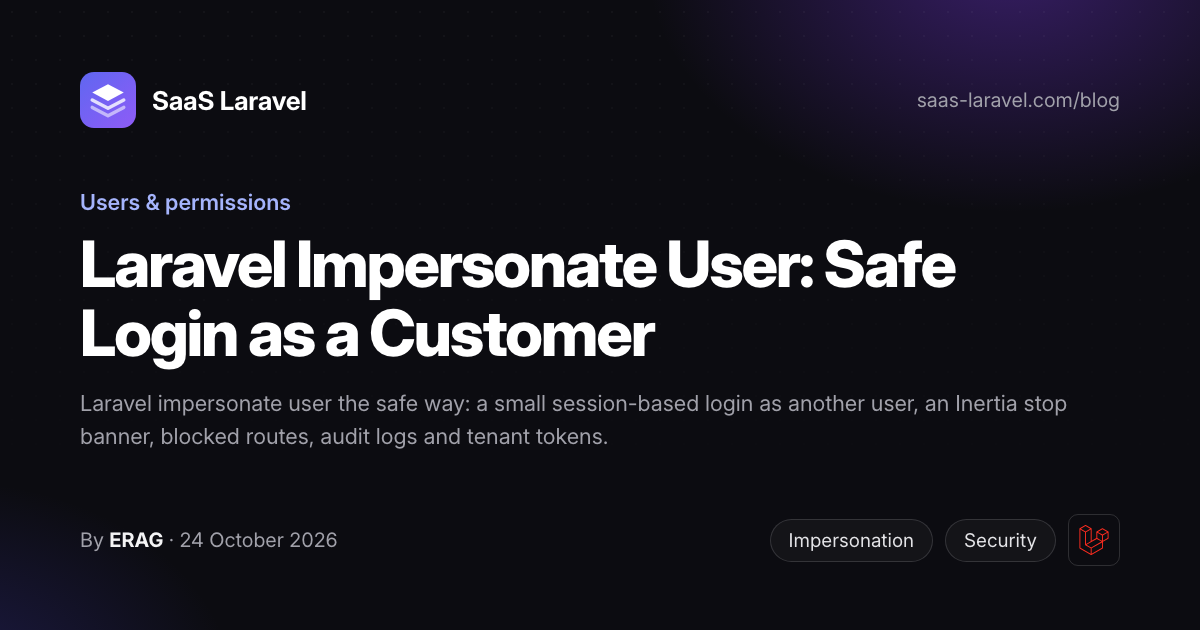 SaaS Laravel
saas-laravel.com/blog
Users & permissions
Laravel Impersonate User: Safe
Login as a Customer
Laravel impersonate user the safe way: a small session-based login as another user, an Inertia stop
banner, blocked routes, audit logs and tenant tokens.
By ERAG · 24 October 2026
Impersonation
Security